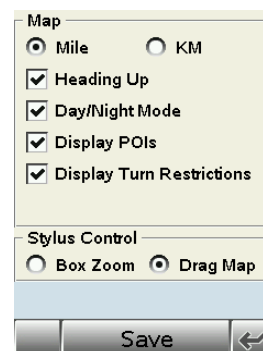 Map
Mile KM
Heading Up
Day/Night Mode
Display POIs
Display Turn Restrictions
Stylus Control
Box Zoom Drag Map
Save